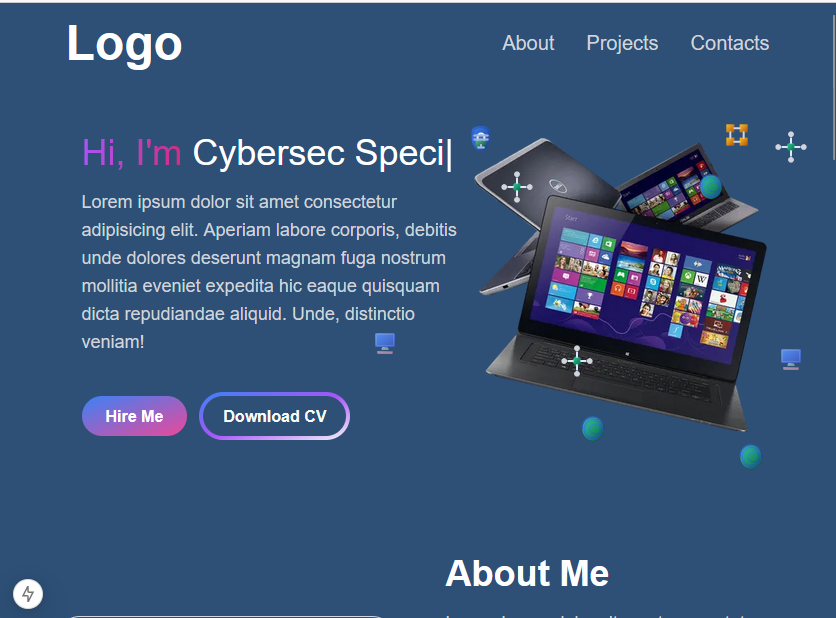 Logo
About Projects Contacts
Hi, I'm Cybersec Speci|
Lorem ipsum dolor sit amet consectetur
adipisicing elit. Aperiam labore corporis, debitis
unde dolores deserunt magnam fuga nostrum
mollitia eveniet expedita hic eaque quisquam
dicta repudiandae aliquid. Unde, distinctio
veniam!
Start
Hire Me
Download CV
About Me